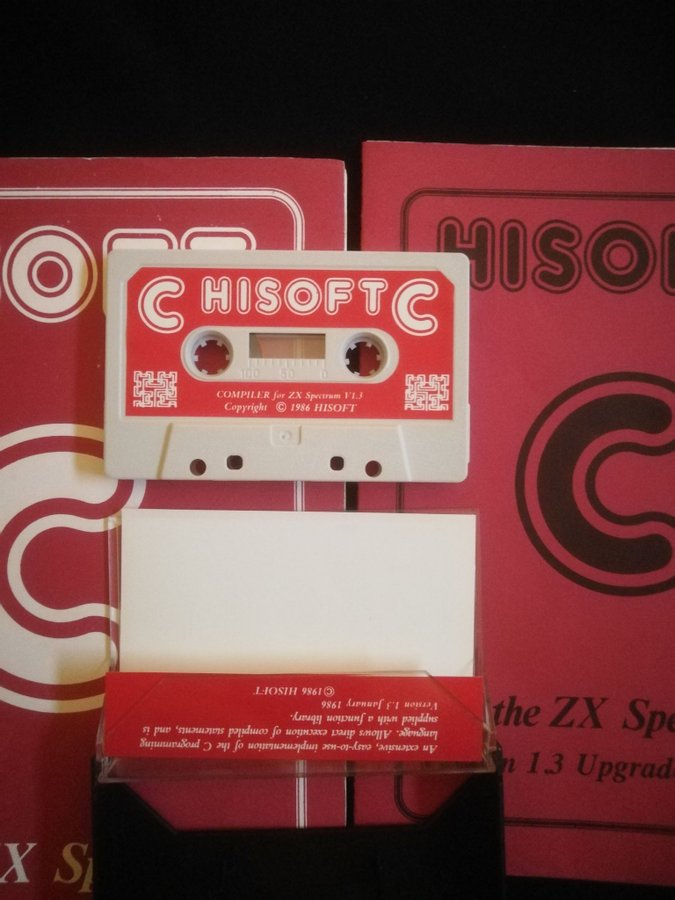 HISOFT
C HISOFT C
100 50 0
COMPILER for ZX Spectrum V1.3
Copyright © 1986 HISOFT
C
An extensive, easy-to-use implementation of the C programming
language. Allows direct execution of compiled statements, and is
supplied with a function library.
Version 1.3 January 1986
© 1986 HISOFT
X Sp
HISO
C
the ZX Spe
n 1.3 Upgrade